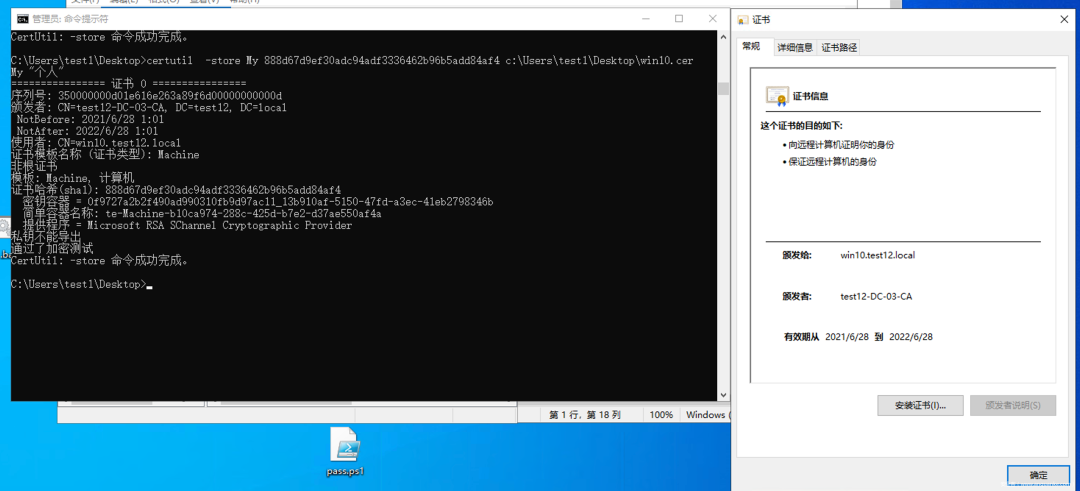 文件(F) 编辑(E) 格式(O) 查看(V) 帮助(H)
管理员: 命令提示符
CertUtil: -store 命令成功完成。
C:\Users\test1\Desktop>certutil  -store My 888d67d9ef30adc94adf3336462b96b5add84af4 c:\Users\test1\Desktop\win10.cer
My "个人"
================ 证书 0 ================
序列号: 350000000d01e616e263a89f6d00000000000d
颁发者: CN=test12-DC-03-CA, DC=test12, DC=local
NotBefore: 2021/6/28 1:01
NotAfter: 2022/6/28 1:01
使用者: CN=win10.test12.local
证书模板名称 (证书类型): Machine
非根证书
模板: Machine, 计算机
证书哈希(sha1): 888d67d9ef30adc94adf3336462b96b5add84af4
密钥容器 = 0f9727a2b2f490ad990310fb9d97ac11_13b910af-5150-47fd-a3ec-41eb2798346b
简单容器名称: te-Machine-b10ca974-288c-425d-b7e2-d37ae550af4a
提供程序 = Microsoft RSA SChannel Cryptographic Provider
私钥不能导出
通过了加密测试
CertUtil: -store 命令成功完成。
C:\Users\test1\Desktop>
第 1 行，第 18 列 100% Windows (
pass.ps1
证书
常规 详细信息 证书路径
证书信息
这个证书的目的如下:
• 向远程计算机证明你的身份
• 保证远程计算机的身份
颁发给: win10.test12.local
颁发者: test12-DC-03-CA
有效期从 2021/6/28 到 2022/6/28
安装证书(I)... 颁发者说明(S)
确定